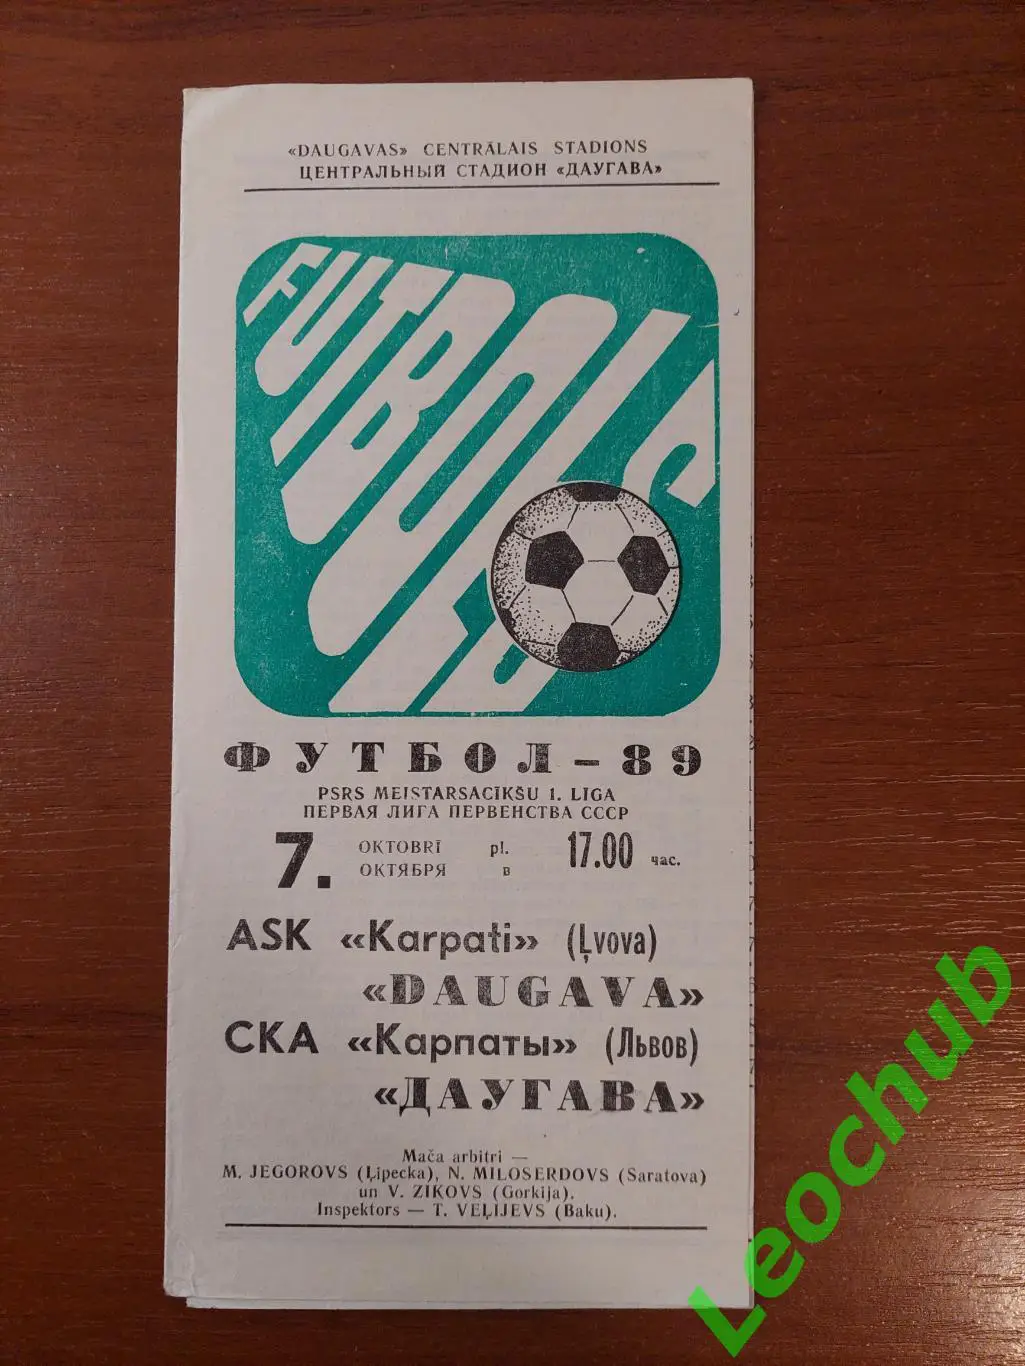 «DAUGAVAS» CENTRĀLAIS STADIONS
ЦЕНТРАЛЬНЫЙ СТАДИОН «ДАУГАВА»
FUTBOLS
ФУТБОЛ - 89
PSRS MEISTARSACĪKŠU 1. LIGA
ПЕРВАЯ ЛИГА ПЕРВЕНСТВА СССР
7. OKTOBRĪ pl. 17.00 час.
ОКТЯБРЯ в
ASK «Karpati» (Ļvova)
«DAUGAVA»
СКА «Карпаты» (Львов)
«ДАУГАВА»
Mača arbitri —
M. JEGOROVS (Ļipecka), N. MILOSERDOVS (Saratova)
un V. ZIKOVS (Gorkija).
Inspektors — T. VEĻIJEVS (Baku).
Leochub